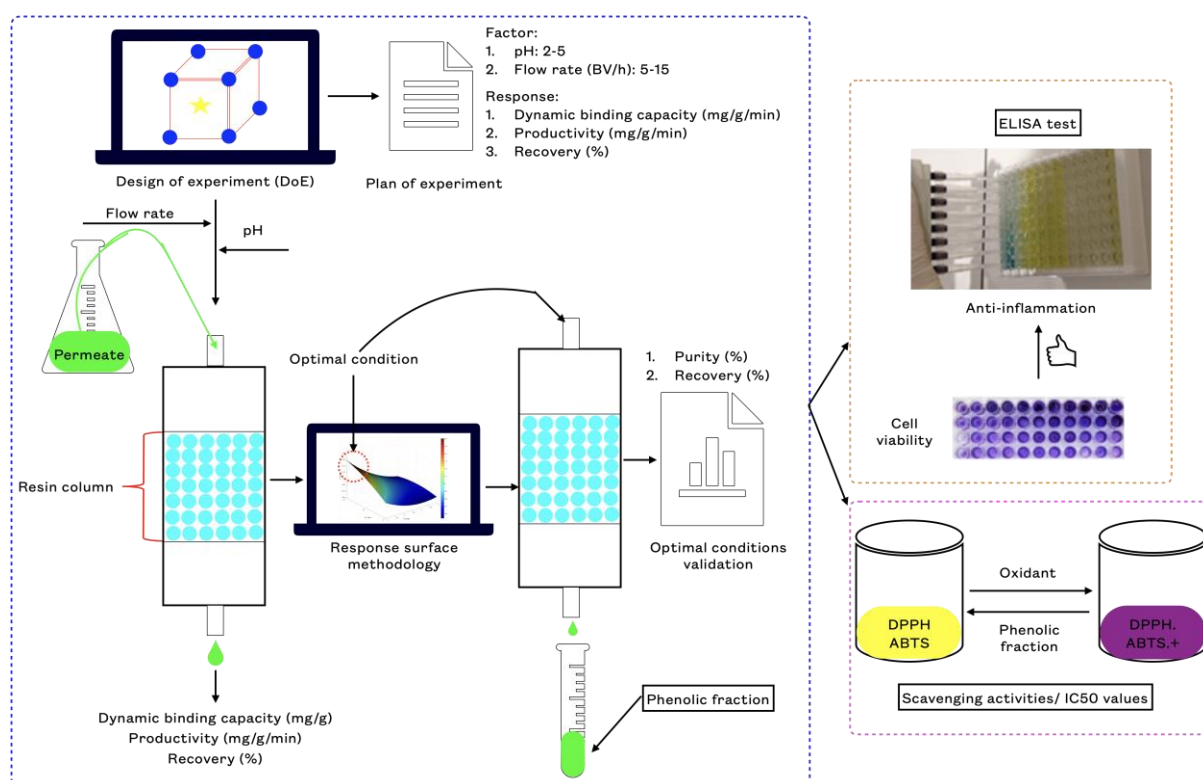 Factor:
1. pH: 2-5
2. Flow rate (BV/h): 5-15
Response:
1. Dynamic binding capacity (mg/g/min)
2. Productivity (mg/g/min)
3. Recovery (%)
Design of experiment (DoE)
Plan of experiment
Flow rate
pH
Permeate
Optimal condition
Resin column
Response surface
methodology
1. Purity (%)
2. Recovery (%)
Optimal conditions
validation
Dynamic binding capacity (mg/g)
Productivity (mg/g/min)
Recovery (%)
Phenolic fraction
ELISA test
Anti-inflammation
Cell
viability
Oxidant
Phenolic
fraction
DPPH
ABTS
DPPH.
ABTS.+
Scavenging activities/ IC50 values